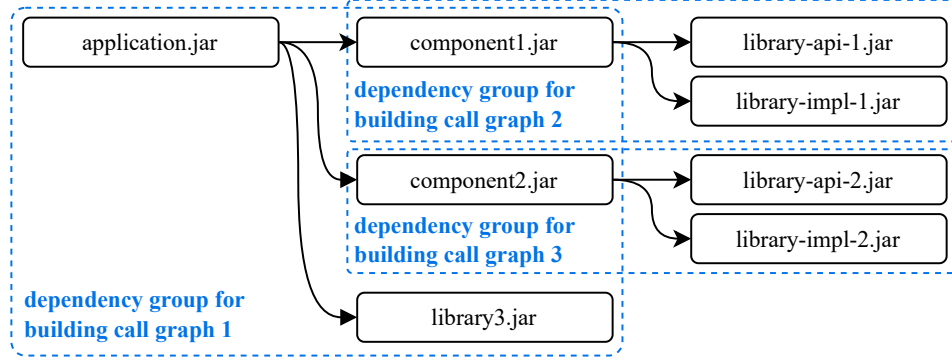 application.jar
component1.jar
library-api-1.jar
library-impl-1.jar
dependency group for
building call graph 2
component2.jar
library-api-2.jar
library-impl-2.jar
dependency group for
building call graph 3
dependency group for
building call graph 1
library3.jar